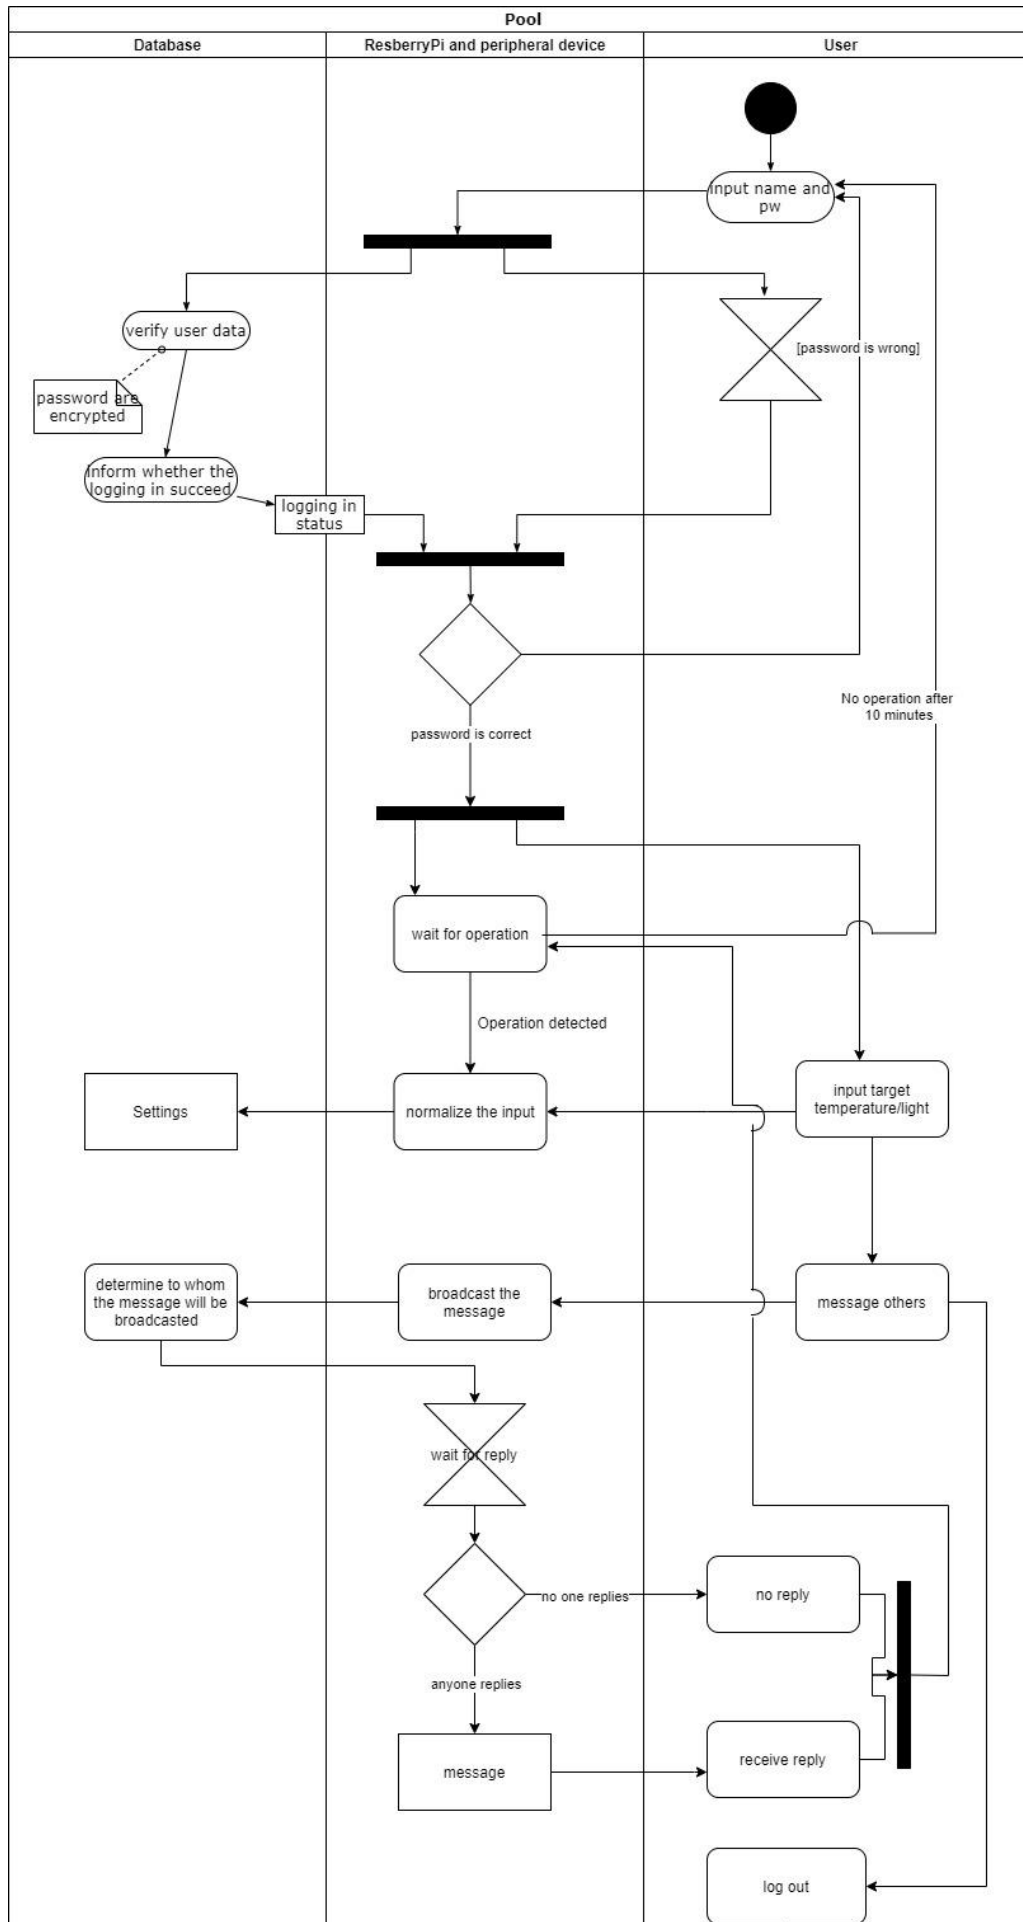 Pool
Database
ResberryPi and peripheral device
User
input name and
pw
verify user data
[password is wrong]
password are
encrypted
inform whether the
logging in succeed
logging in
status
No operation after
10 minutes
password is correct
wait for operation
Operation detected
Settings
normalize the input
input target
temperature/light
determine to whom
the message will be
broadcasted
broadcast the
message
message others
wait for reply
no one replies
no reply
anyone replies
message
receive reply
log out